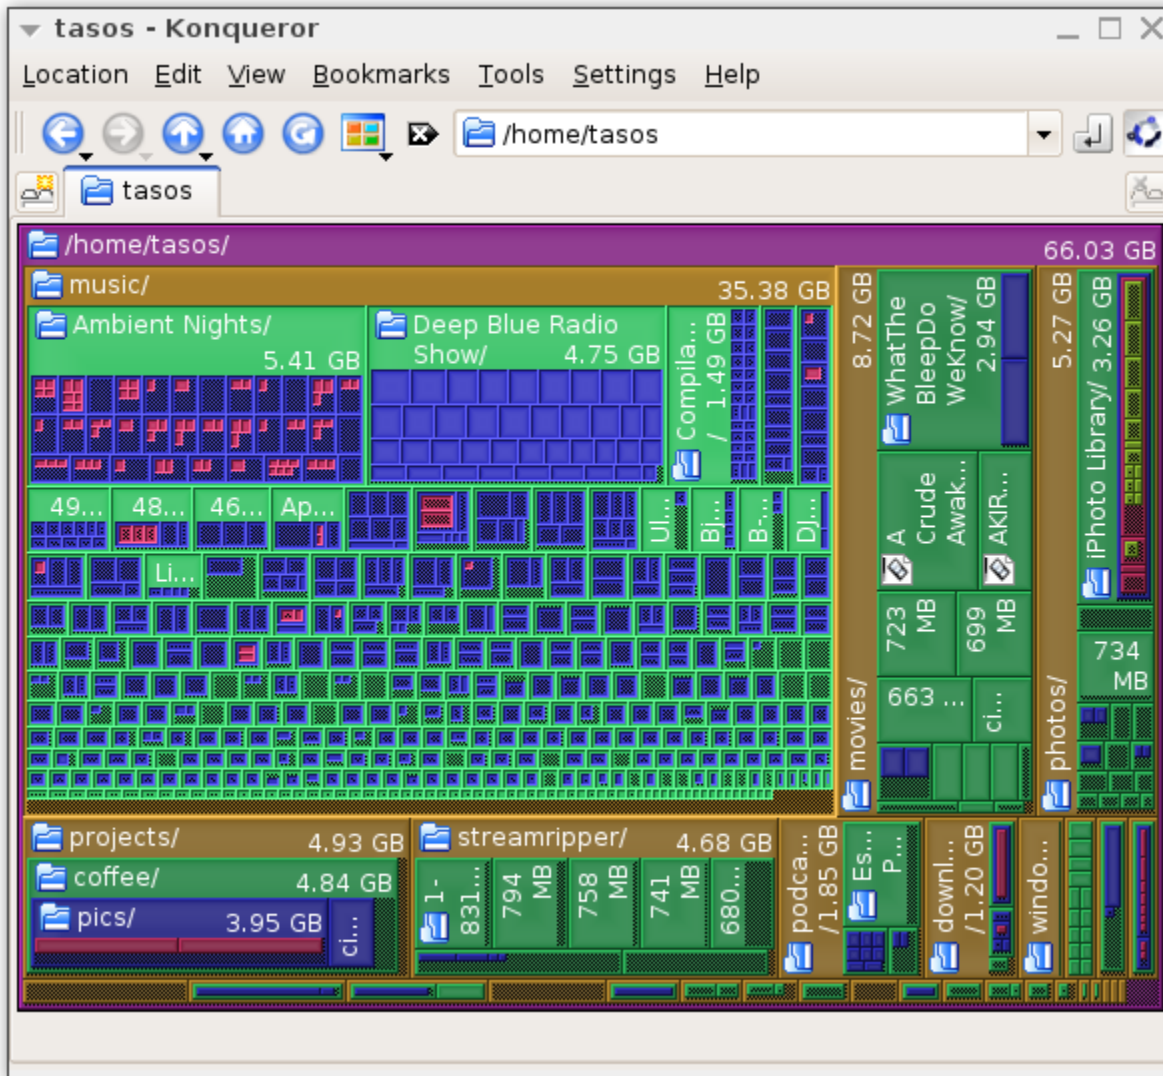 tasos - Konqueror
Location Edit View Bookmarks Tools Settings Help
/home/tasos
tasos
/home/tasos/
66.03 GB
music/
35.38 GB
Ambient Nights/
5.41 GB
Deep Blue Radio
Show/ 4.75 GB
Compila...
/ 1.49 GB
49...
48...
46...
Ap...
Ul...
Bj...
B-...
DJ...
Li...
movies/ 8.72 GB
WhatThe
BleepDo
WeKnow/
2.94 GB
A
Crude
Awak...
AKIR...
723
MB
699
MB
663 ...
ci...
photos/ 5.27 GB
iPhoto Library/ 3.26 GB
734
MB
projects/
4.93 GB
coffee/
4.84 GB
pics/
3.95 GB
ci...
streamripper/
4.68 GB
1-
831...
794
MB
758
MB
741
MB
680...
podca...
/1.85 GB
Es...
P...
downl...
/1.20 GB
windo...